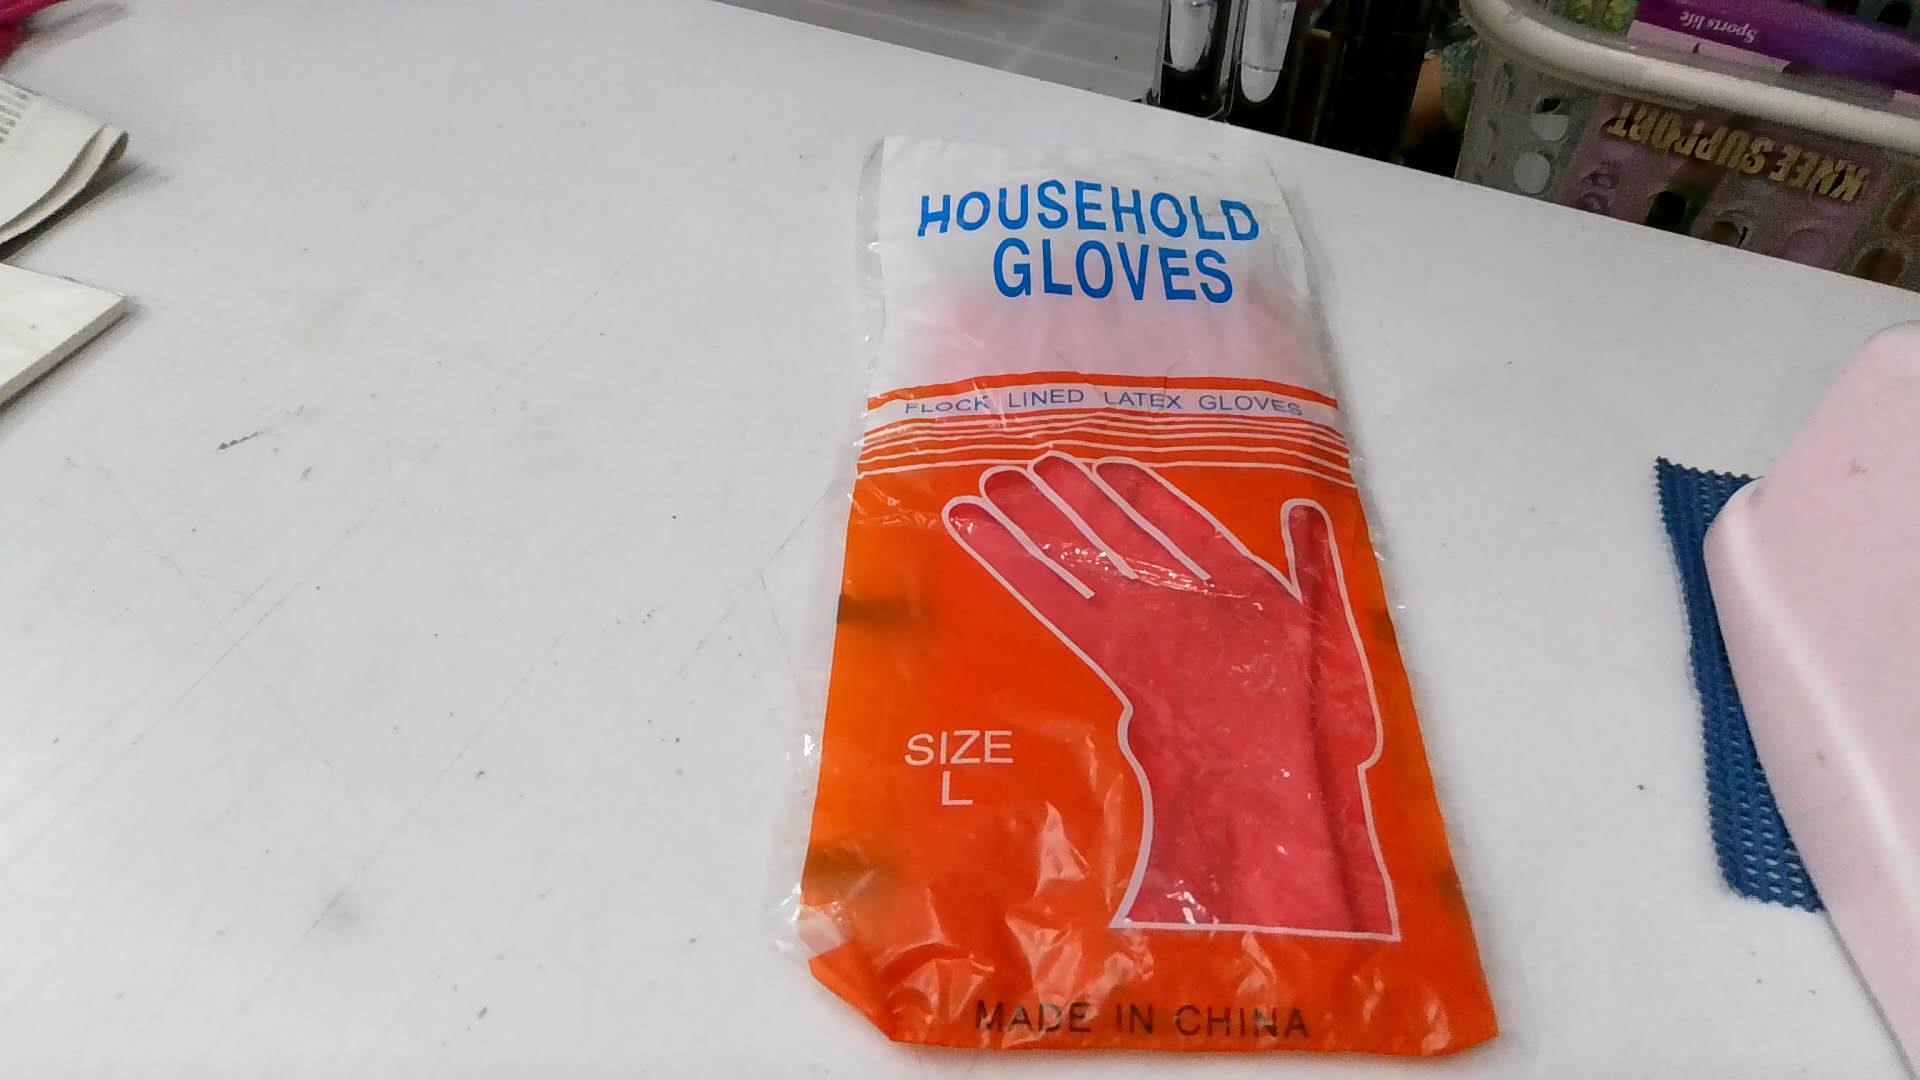 HOUSEHOLD
GLOVES
FLOCK LINED LATEX GLOVES
SIZE
L
MADE IN CHINA
Sports life
KNEE SUPPORT